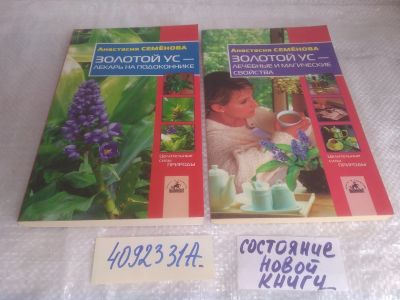 Анастасия СЕМЁНОВА
ЗОЛОТОЙ УС —
ЛЕКАРЬ НА ПОДОКОННИКЕ
ЦЕЛИТЕЛЬНЫЕ
СИЛЫ
ПРИРОДЫ
Анастасия СЕМЁНОВА
ЗОЛОТОЙ УС —
ЛЕЧЕБНЫЕ И МАГИЧЕСКИЕ
СВОЙСТВА
ЦЕЛИТЕЛЬНЫЕ
СИЛЫ
ПРИРОДЫ
4092331А-
СОСТОЯНИЕ
НОВОЙ
КНИГИ